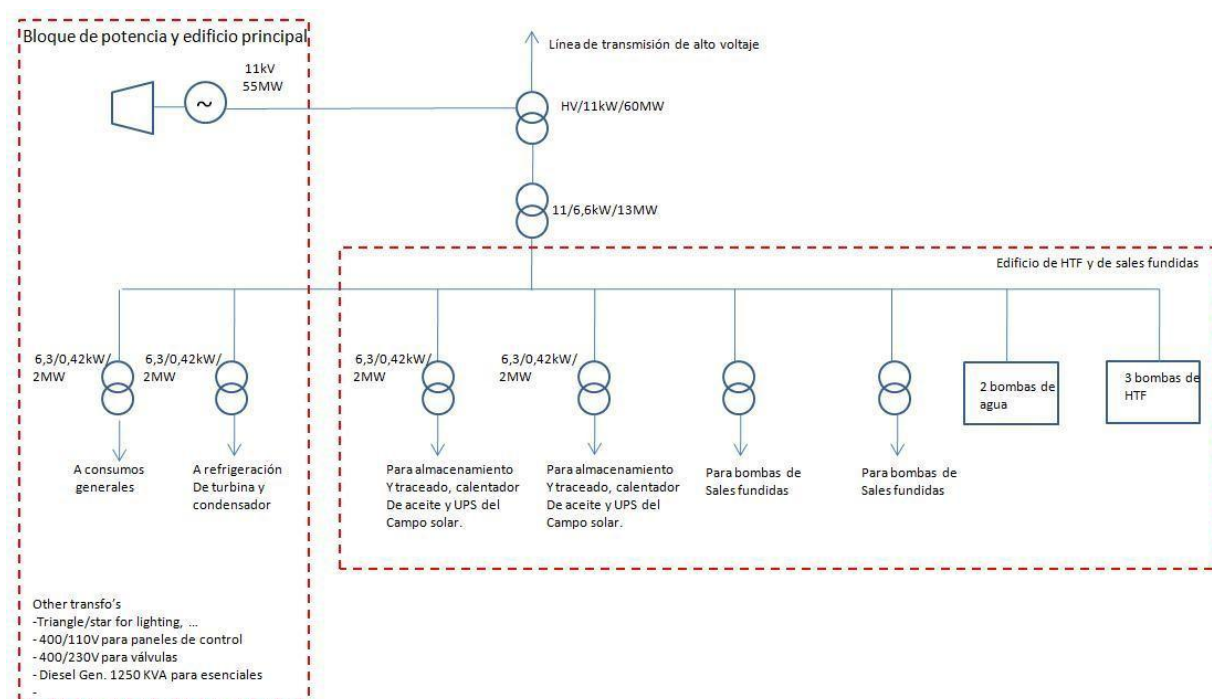 Bloque de potencia y edificio principal
Línea de transmisión de alto voltaje
11kV
55MW
~
HV/11kW/60MW
11/6,6kW/13MW
Edificio de HTF y de sales fundidas
6,3/0,42kW/
2MW
6,3/0,42kW/
2MW
6,3/0,42kW/
2MW
6,3/0,42kW/
2MW
2 bombas de
agua
3 bombas de
HTF
A consumos
generales
A refrigeración
De turbina y
condensador
Para almacenamiento
Y traceado, calentador
De aceite y UPS del
Campo solar.
Para almacenamiento
Y traceado, calentador
De aceite y UPS del
Campo solar.
Para bombas de
Sales fundidas
Para bombas de
Sales fundidas
Other transfo’s
-Triangle/star for lighting, ...
- 400/110V para paneles de control
- 400/230V para válvulas
- Diesel Gen. 1250 KVA para esenciales
-